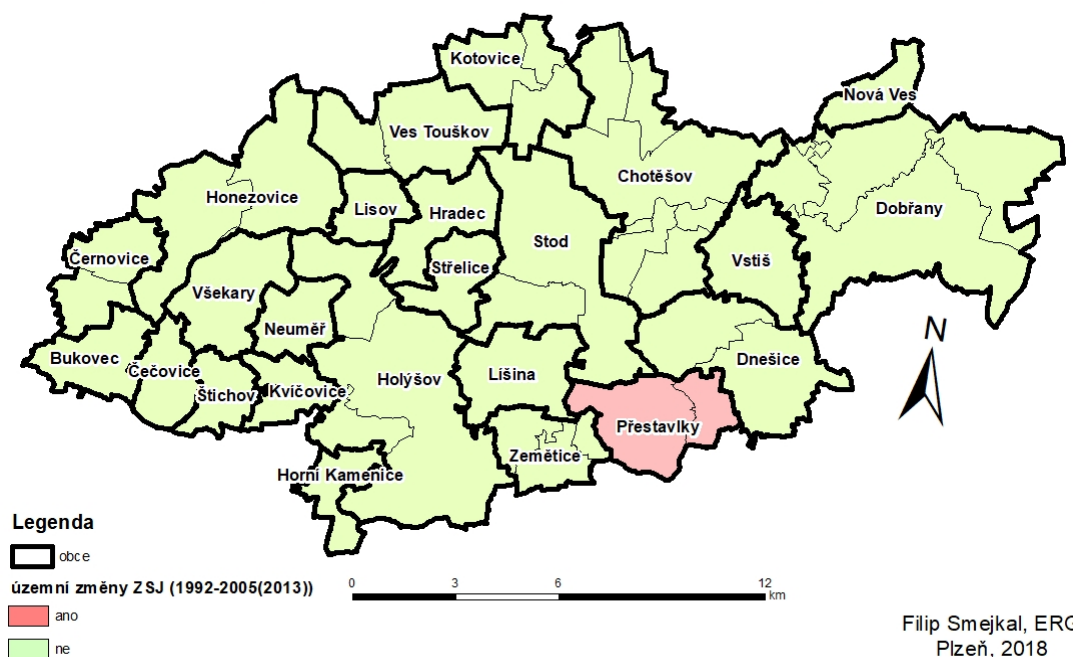 Kotovice
Nová Ves
Ves Touškov
Chotěšov
Honezovice
Lisov
Hradec
Dobřany
Stod
Černovice
Střelice
Vstiš
Všekary
Neuměř
Bukovec
Čečovice
Dnešice
Štichov
Kvíčovice
Holýšov
Líšina
Přestavlky
Zemětice
Horní Kamenice
N
Legenda
obce
územní změny ZSJ (1992-2005(2013))
ano
ne
0 3 6 12
km
Filip Smejkal, ERG
Plzeň, 2018